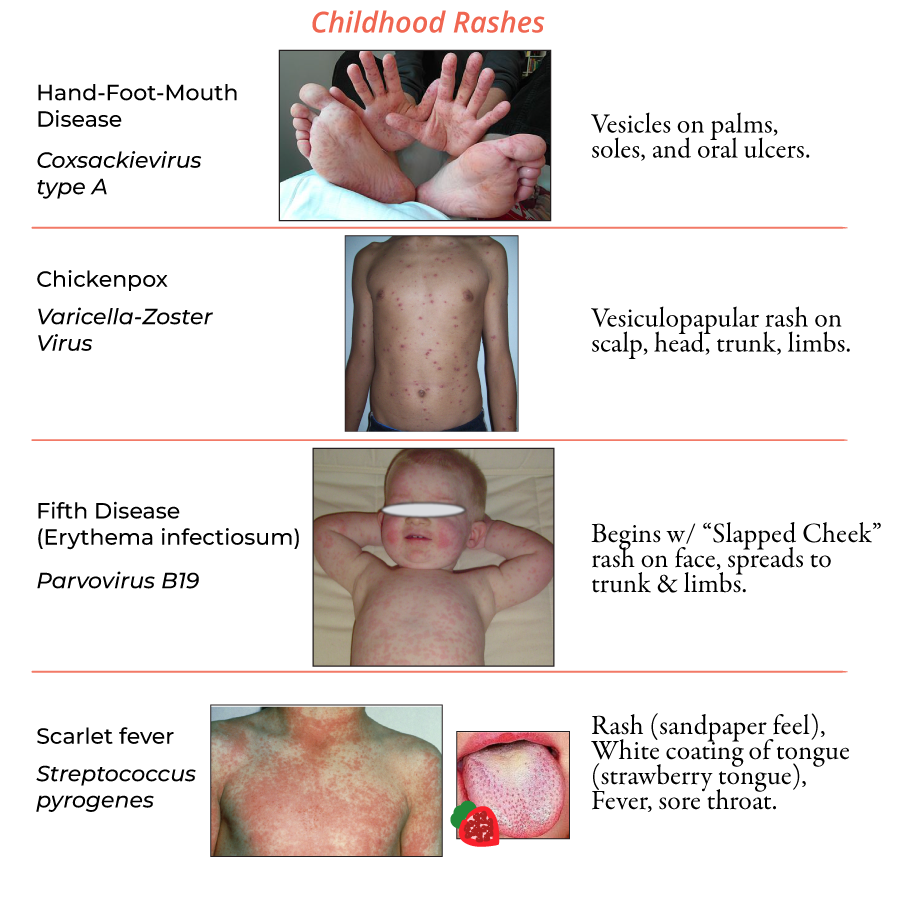 Childhood Rashes
Hand-Foot-Mouth
Disease
Coxsackievirus
type A
Vesicles on palms,
soles, and oral ulcers.
Chickenpox
Varicella-Zoster
Virus
Vesiculopapular rash on
scalp, head, trunk, limbs.
Fifth Disease
(Erythema infectiosum)
Parvovirus B19
Begins w/ “Slapped Cheek”
rash on face, spreads to
trunk & limbs.
Scarlet fever
Streptococcus
pyrogenes
Rash (sandpaper feel),
White coating of tongue
(strawberry tongue),
Fever, sore throat.